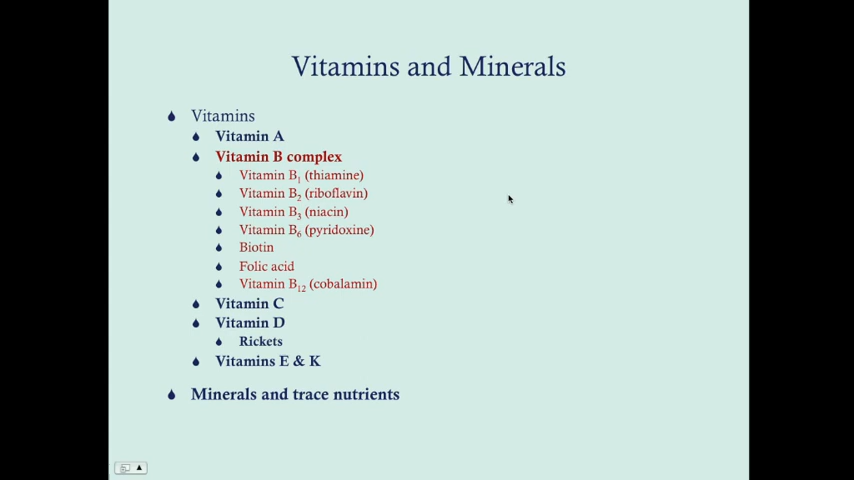 Vitamins and Minerals
Vitamins
Vitamin A
Vitamin B complex
Vitamin B₁ (thiamine)
Vitamin B₂ (riboflavin)
Vitamin B₃ (niacin)
Vitamin B₆ (pyridoxine)
Biotin
Folic acid
Vitamin B₁₂ (cobalamin)
Vitamin C
Vitamin D
Rickets
Vitamins E & K
Minerals and trace nutrients